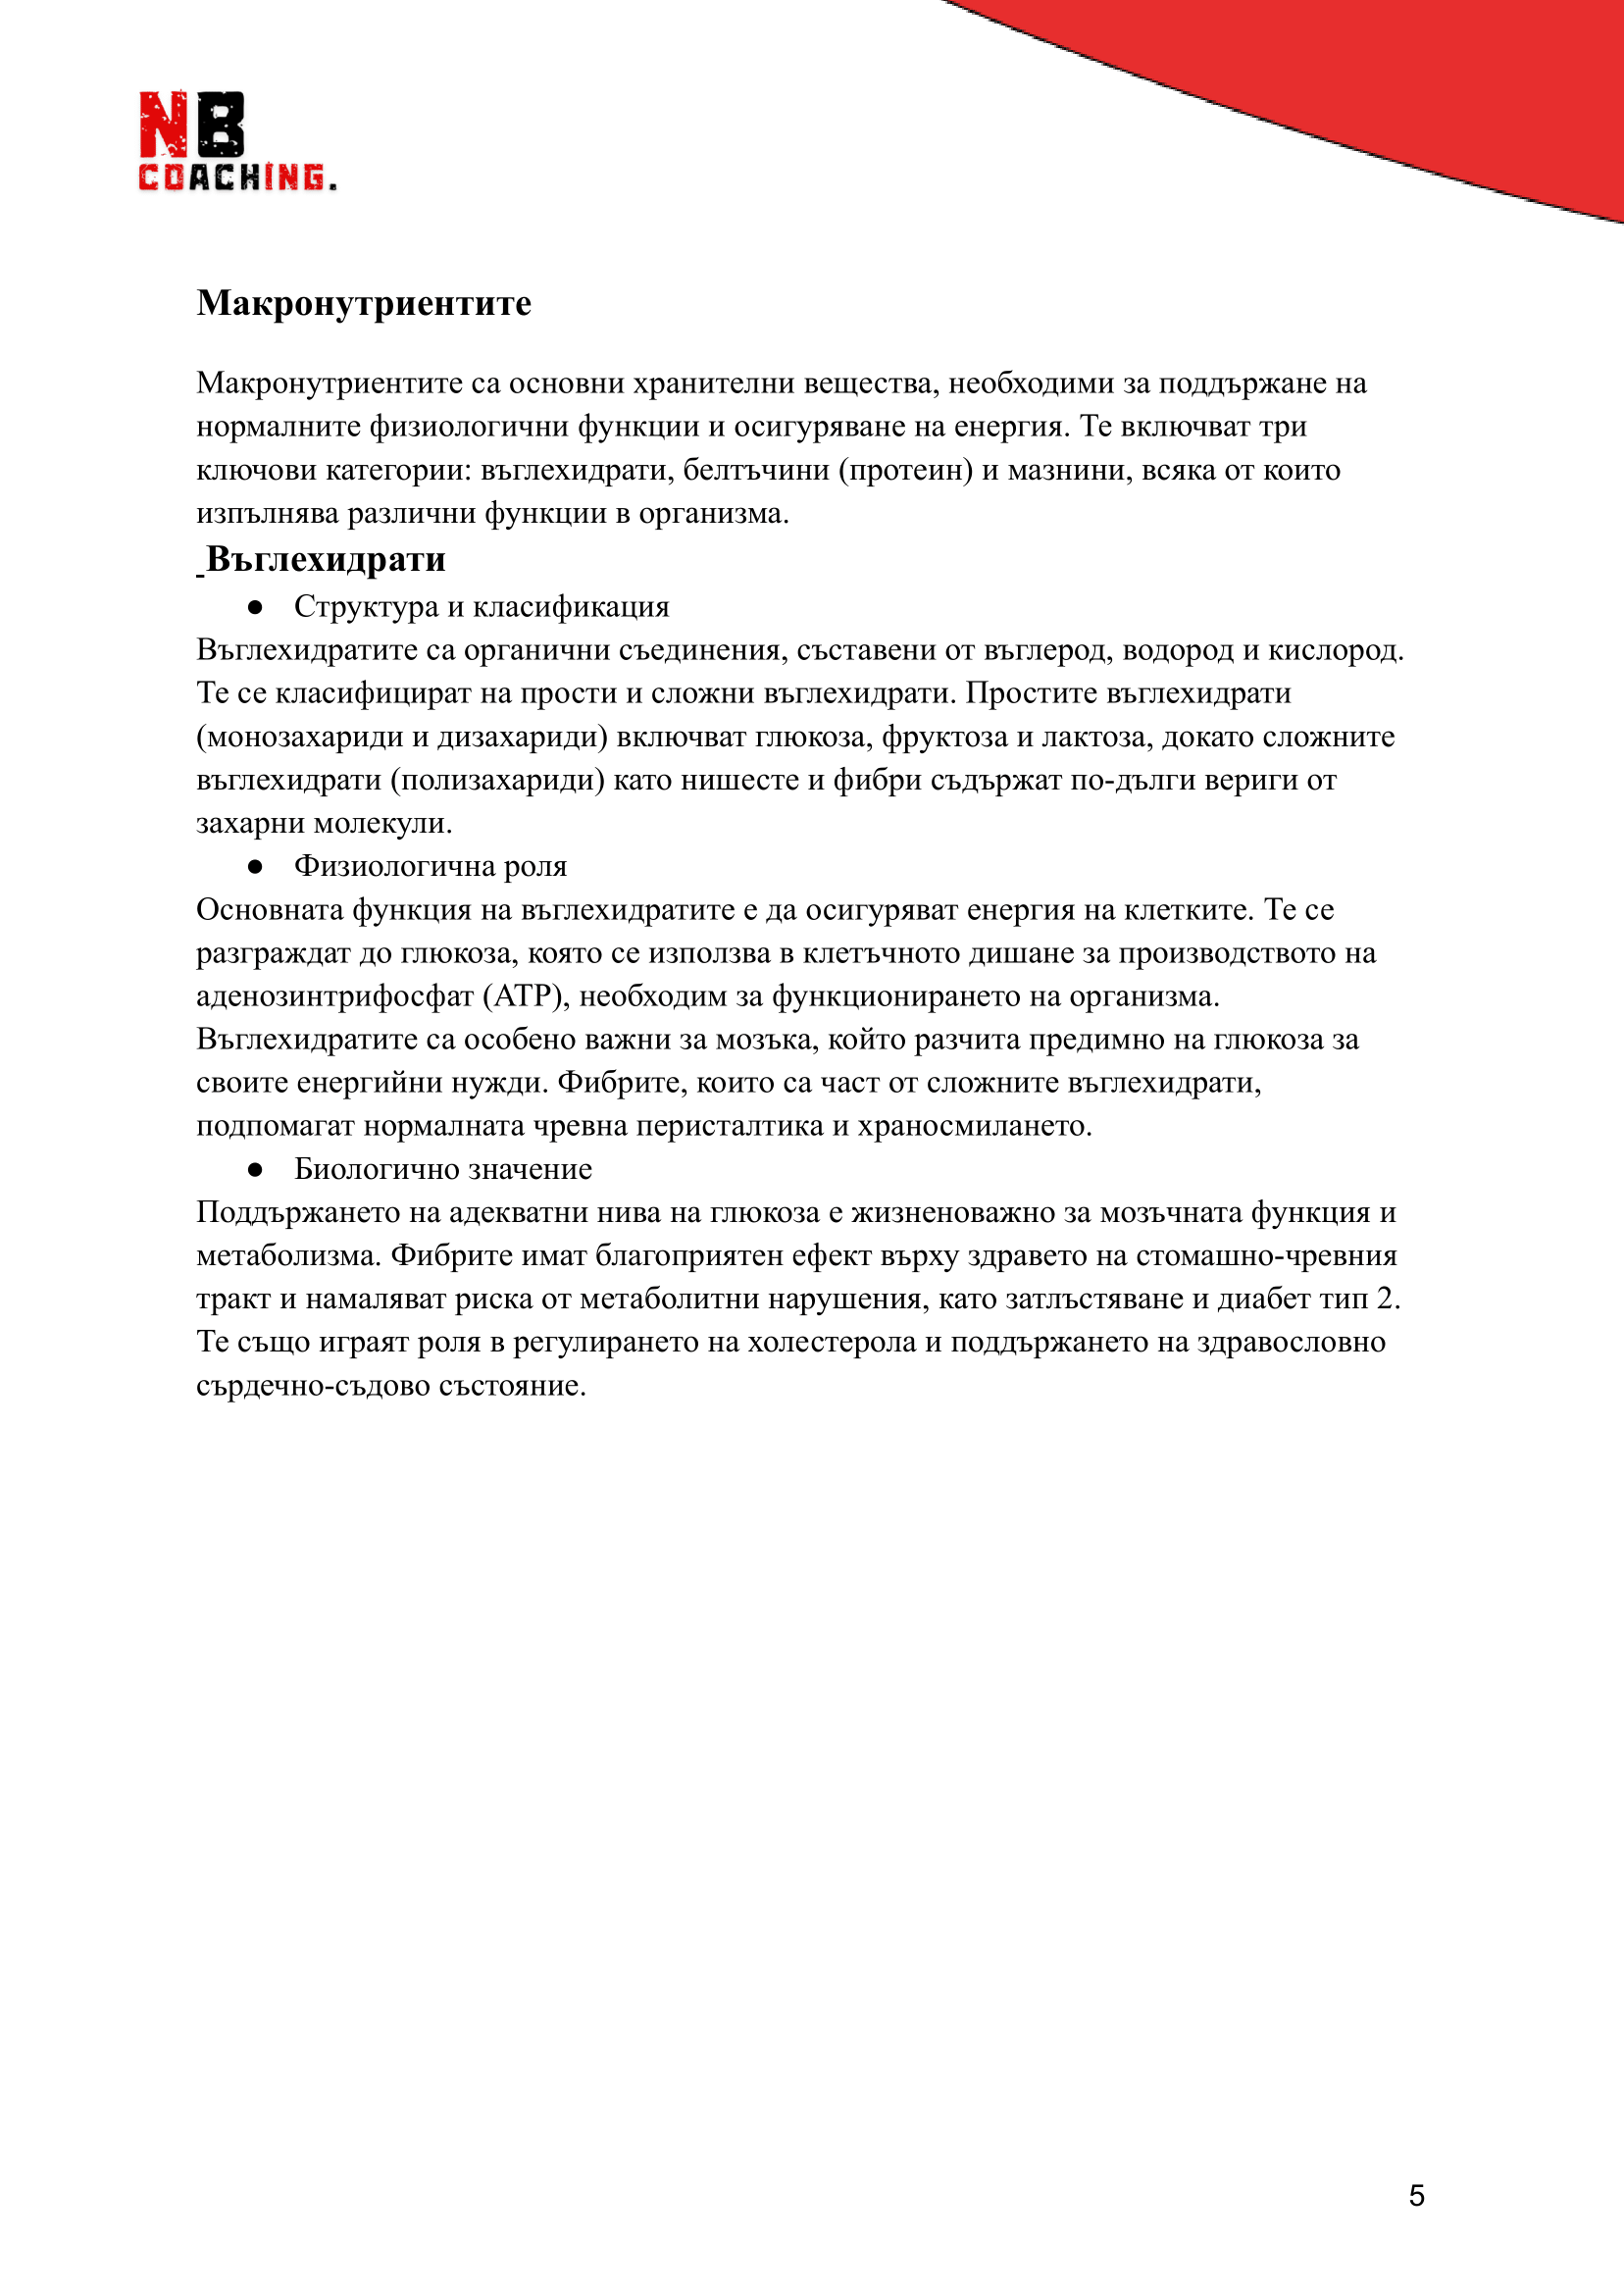 NB
COACHING.
Макронутриентите
Макронутриентите са основни хранителни вещества, необходими за поддържане на
нормалните физиологични функции и осигуряване на енергия. Те включват три
ключови категории: въглехидрати, белтъчини (протеин) и мазнини, всяка от които
изпълнява различни функции в организма.
Въглехидрати
● Структура и класификация
Въглехидратите са органични съединения, съставени от въглерод, водород и кислород.
Те се класифицират на прости и сложни въглехидрати. Простите въглехидрати
(монозахариди и дизахариди) включват глюкоза, фруктоза и лактоза, докато сложните
въглехидрати (полизахариди) като нишесте и фибри съдържат по-дълги вериги от
захарни молекули.
● Физиологична роля
Основната функция на въглехидратите е да осигуряват енергия на клетките. Те се
разграждат до глюкоза, която се използва в клетъчното дишане за производството на
аденозинтрифосфат (АТР), необходим за функционирането на организма.
Въглехидратите са особено важни за мозъка, който разчита предимно на глюкоза за
своите енергийни нужди. Фибрите, които са част от сложните въглехидрати,
подпомагат нормалната чревна перисталтика и храносмилането.
● Биологично значение
Поддържането на адекватни нива на глюкоза е жизненоважно за мозъчната функция и
метаболизма. Фибрите имат благоприятен ефект върху здравето на стомашно-чревния
тракт и намаляват риска от метаболитни нарушения, като затлъстяване и диабет тип 2.
Те също играят роля в регулирането на холестерола и поддържането на здравословно
сърдечно-съдово състояние.
5